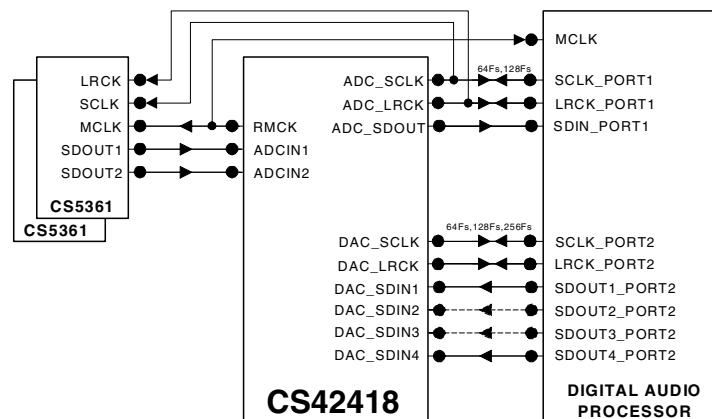 LRCK
SCLK
MCLK
SDOUT1
SDOUT2
CS5361
CS5361
RMCK
ADCIN1
ADCIN2
ADC_SCLK
ADC_LRCK
ADC_SDOUT
DAC_SCLK
DAC_LRCK
DAC_SDIN1
DAC_SDIN2
DAC_SDIN3
DAC_SDIN4
CS42418
64Fs,128Fs
64Fs,128Fs,256Fs
MCLK
SCLK_PORT1
LRCK_PORT1
SDIN_PORT1
SCLK_PORT2
LRCK_PORT2
SDOUT1_PORT2
SDOUT2_PORT2
SDOUT3_PORT2
SDOUT4_PORT2
DIGITAL AUDIO
PROCESSOR